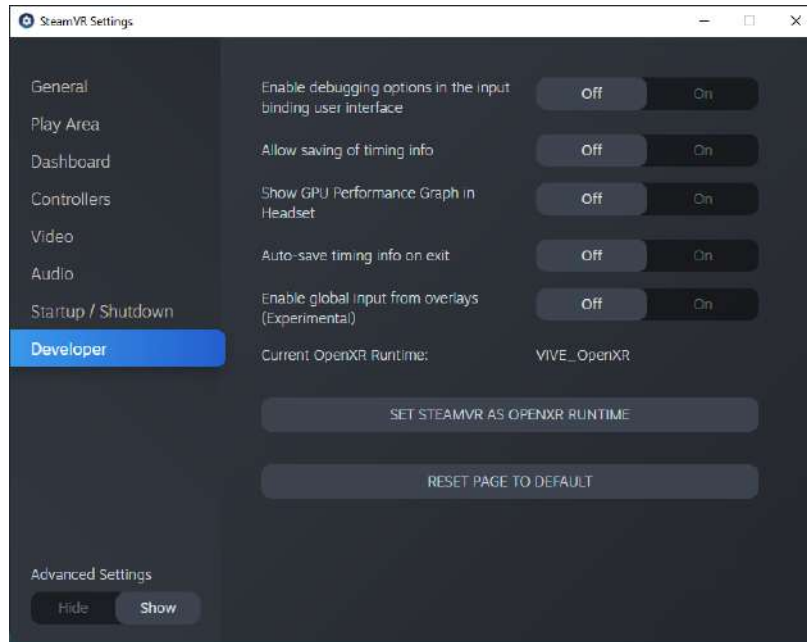 SteamVR Settings
General
Play Area
Dashboard
Controllers
Video
Audio
Startup / Shutdown
Developer
Advanced Settings
Hide Show
Enable debugging options in the input
binding user interface
Off On
Allow saving of timing info
Off On
Show GPU Performance Graph in
Headset
Off On
Auto-save timing info on exit
Off On
Enable global input from overlays
(Experimental)
Off On
Current OpenXR Runtime: VIVE_OpenXR
SET STEAMVR AS OPENXR RUNTIME
RESET PAGE TO DEFAULT